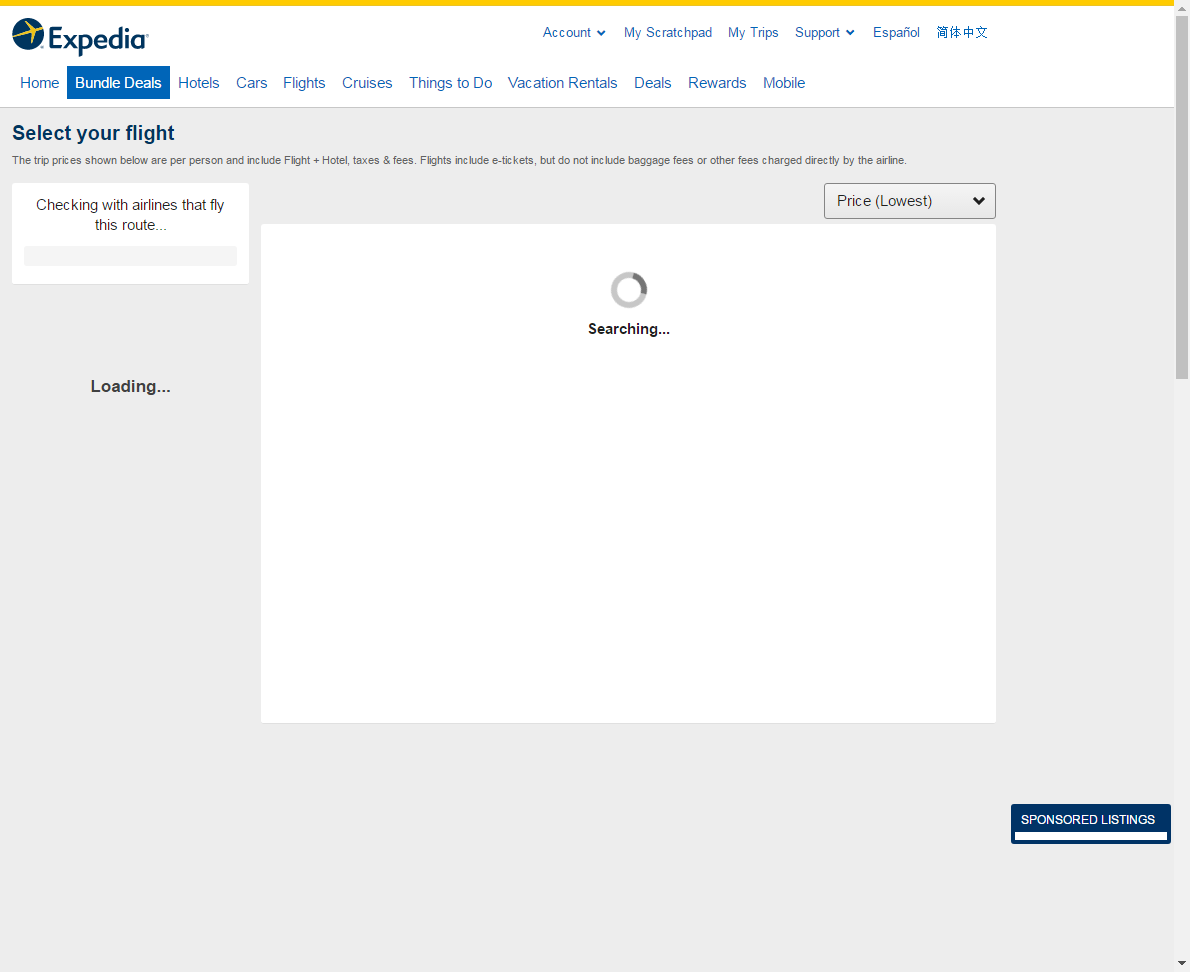 Expedia
Account My Scratchpad My Trips Support Español 简体中文
Home Bundle Deals Hotels Cars Flights Cruises Things to Do Vacation Rentals Deals Rewards Mobile
Select your flight
The trip prices shown below are per person and include Flight + Hotel, taxes & fees. Flights include e-tickets, but do not include baggage fees or other fees charged directly by the airline.
Checking with airlines that fly
this route...
Price (Lowest)
Searching...
Loading...
SPONSORED LISTINGS